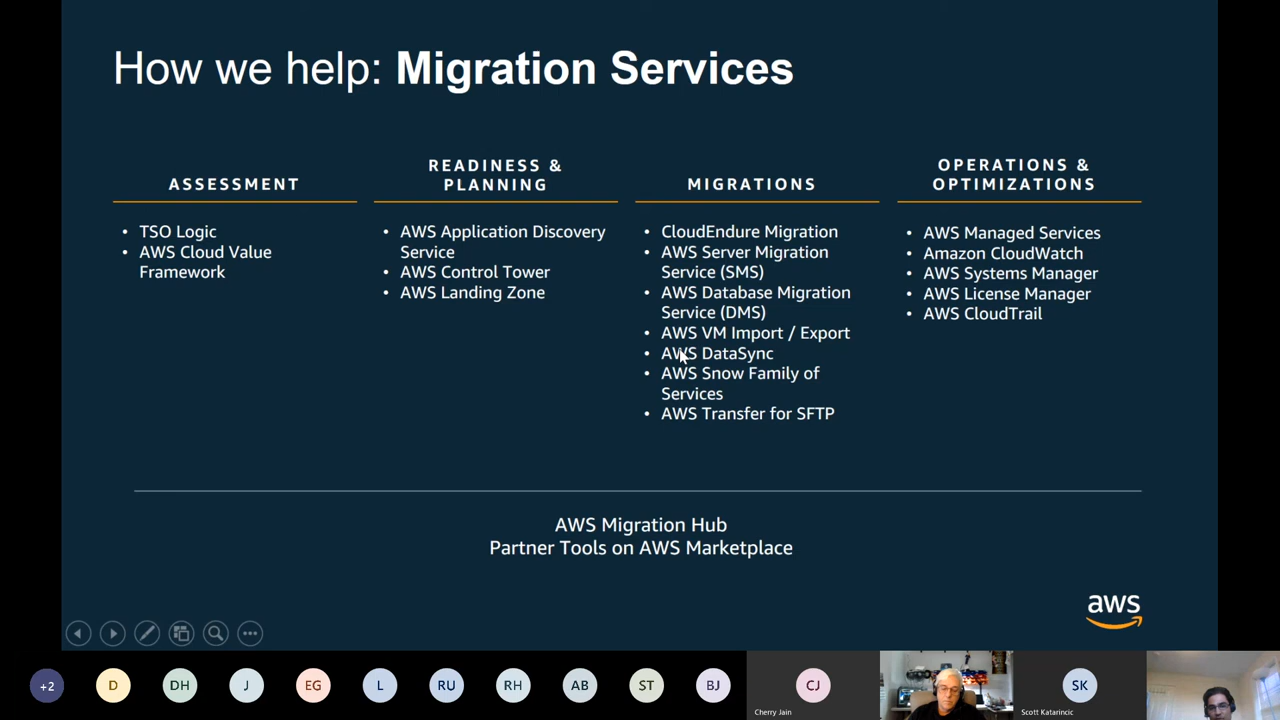 How we help: Migration Services
ASSESSMENT
• TSO Logic
• AWS Cloud Value
Framework
READINESS &
PLANNING
• AWS Application Discovery
Service
• AWS Control Tower
• AWS Landing Zone
MIGRATIONS
• CloudEndure Migration
• AWS Server Migration
Service (SMS)
• AWS Database Migration
Service (DMS)
• AWS VM Import / Export
• AWS DataSync
• AWS Snow Family of
Services
• AWS Transfer for SFTP
OPERATIONS &
OPTIMIZATIONS
• AWS Managed Services
• Amazon CloudWatch
• AWS Systems Manager
• AWS License Manager
• AWS CloudTrail
AWS Migration Hub
Partner Tools on AWS Marketplace
aws
+2
D
DH
J
EG
L
RU
RH
AB
ST
BJ
CJ
Cherry Jain
SK
Scott Katarincic